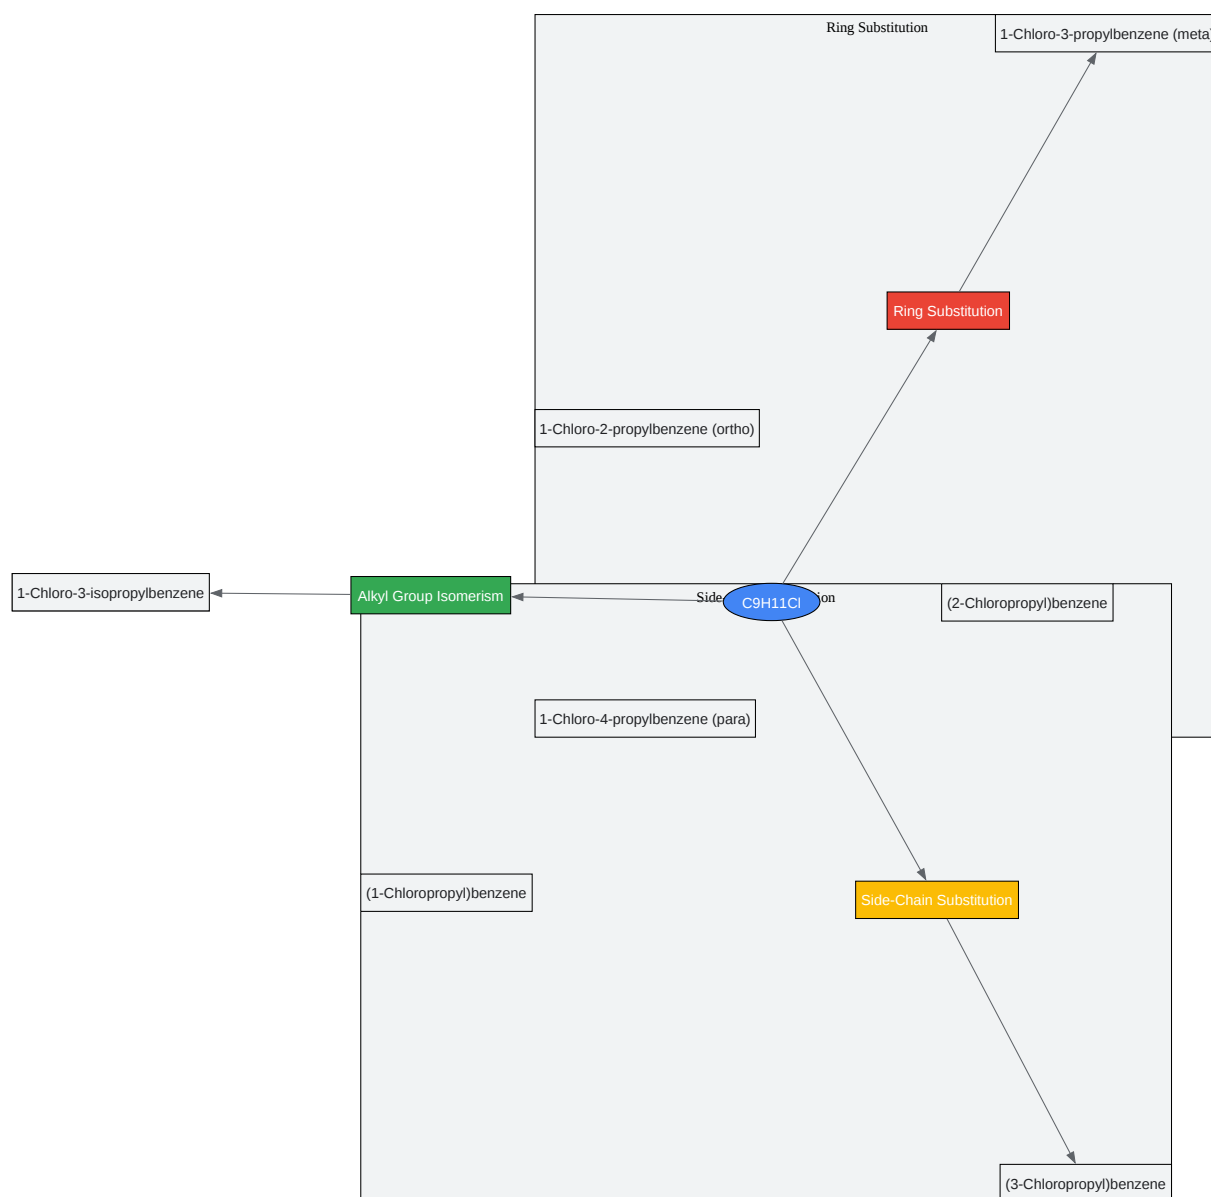 Ring Substitution
1-Chloro-3-propylbenzene (meta)
Ring Substitution
1-Chloro-2-propylbenzene (ortho)
1-Chloro-3-isopropylbenzene
Alkyl Group Isomerism
C9H11Cl
(2-Chloropropyl)benzene
1-Chloro-4-propylbenzene (para)
(1-Chloropropyl)benzene
Side-Chain Substitution
(3-Chloropropyl)benzene